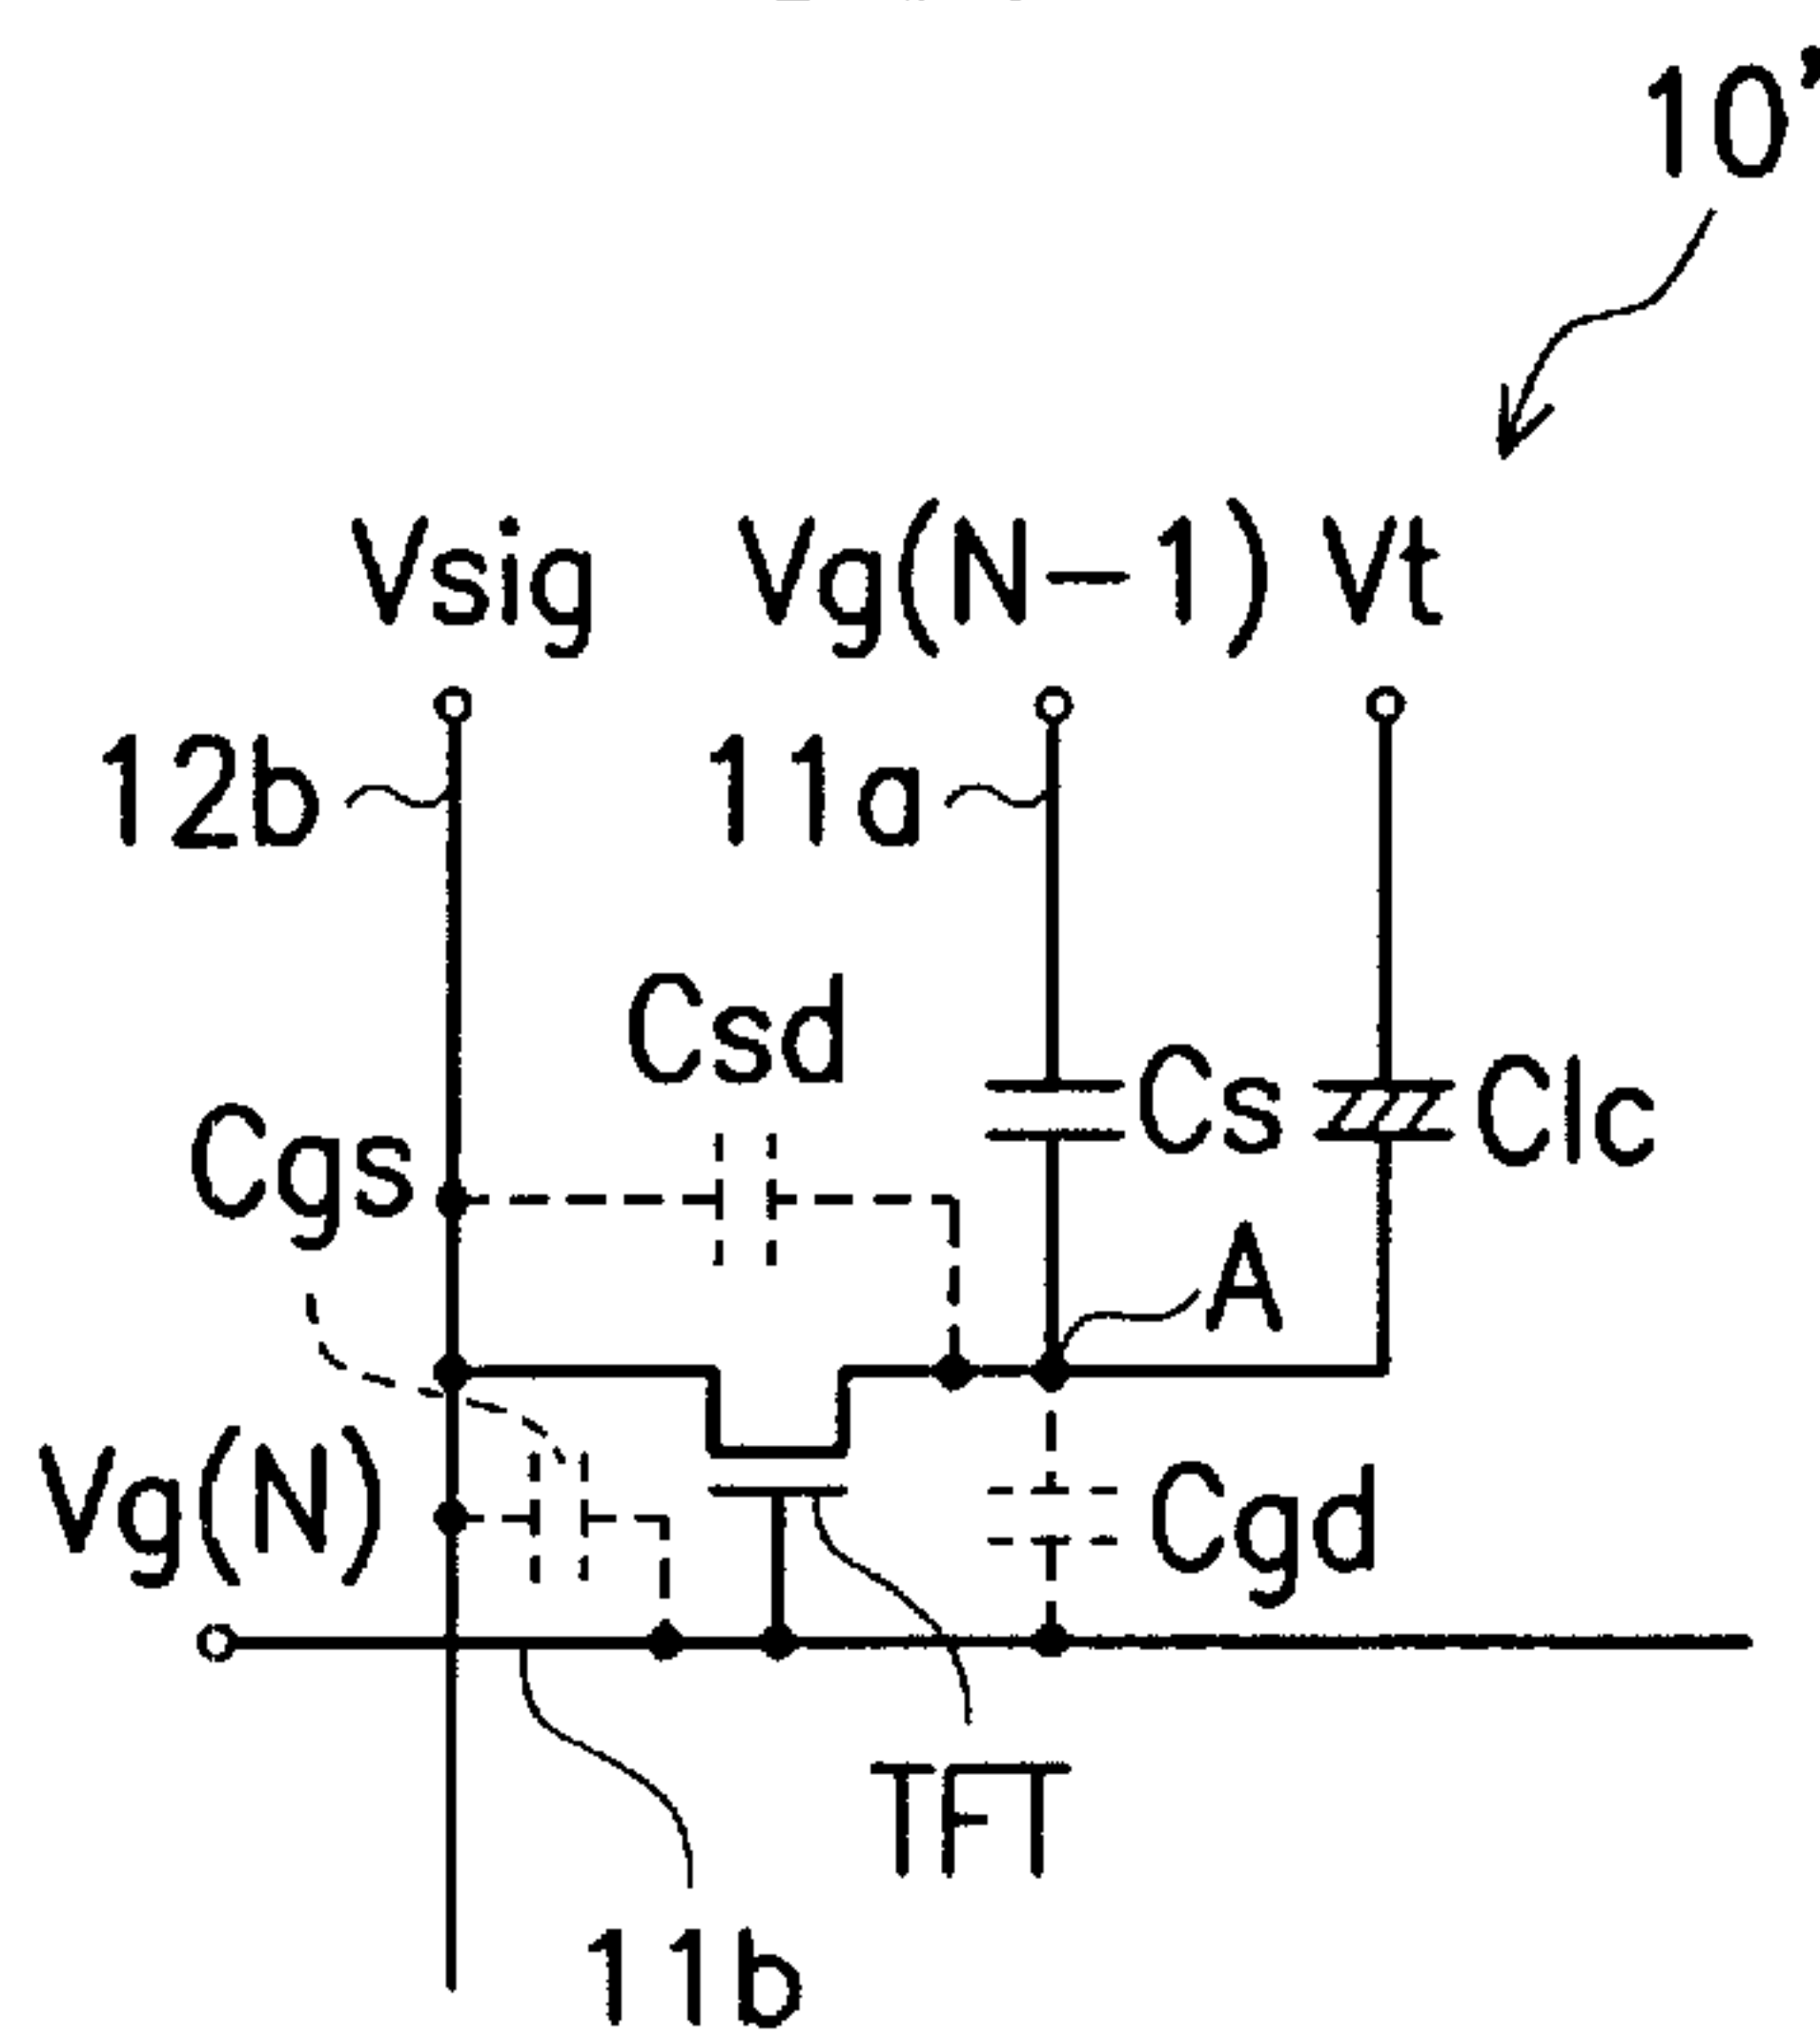 10’
Vsig Vg(N-1) Vt
12b 11a
Csd
Cgs Cs Clc
A
Vg(N) Cgd
TFT
11b